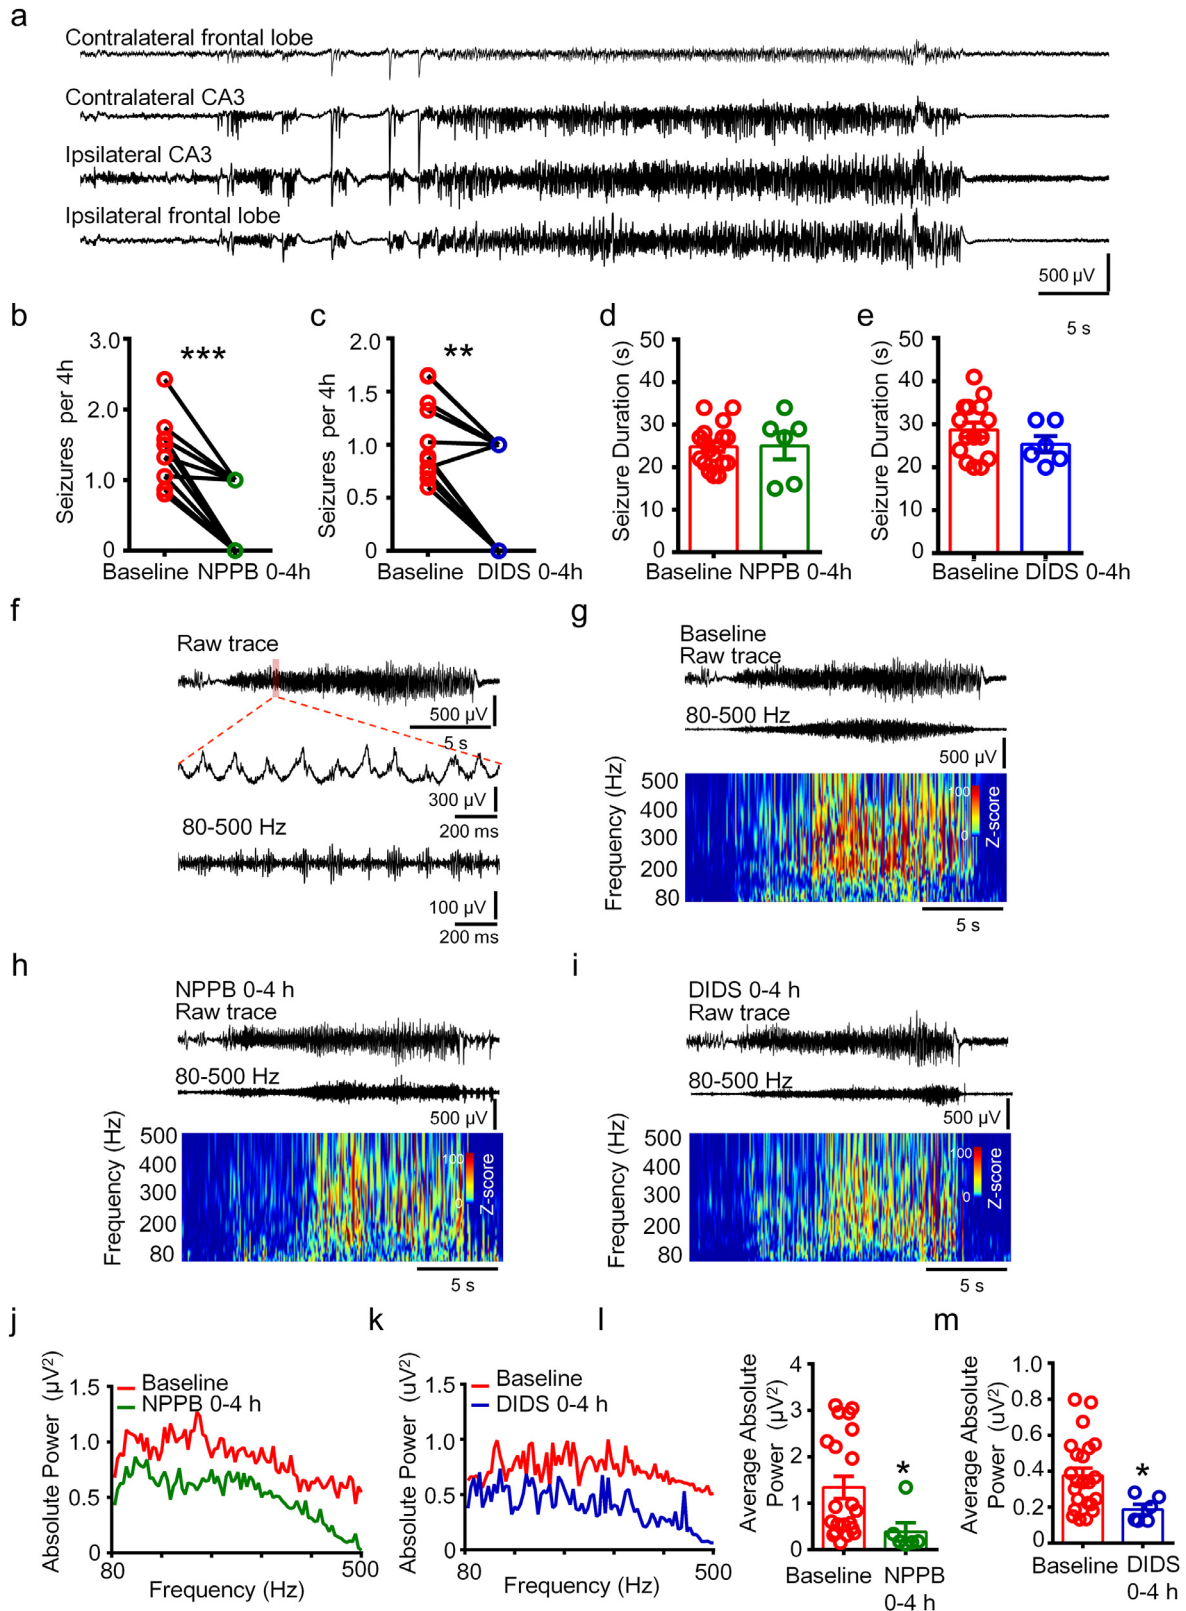 a
Contralateral frontal lobe
Contralateral CA3
Ipsilateral CA3
Ipsilateral frontal lobe
500 µV
5 s
b
Seizures per 4h
3.0
2.0
1.0
0
***
Baseline NPPB 0-4h
c
Seizures per 4h
2.0
1.5
1.0
0.5
0
**
Baseline DIDS 0-4h
d
Seizure Duration (s)
50
40
30
20
10
0
Baseline NPPB 0-4h
e
Seizure Duration (s)
50
40
30
20
10
0
Baseline DIDS 0-4h
f
Raw trace
500 µV
5 s
300 µV
200 ms
80-500 Hz
100 µV
200 ms
g
Baseline
Raw trace
80-500 Hz
500 µV
Frequency (Hz)
500
400
300
200
80
100
0
Z-score
5 s
h
NPPB 0-4 h
Raw trace
80-500 Hz
500 µV
Frequency (Hz)
500
400
300
200
80
100
0
Z-score
5 s
i
DIDS 0-4 h
Raw trace
80-500 Hz
500 µV
Frequency (Hz)
500
400
300
200
80
100
0
Z-score
5 s
j
Absolute Power (µV²)
1.5
1.0
0.5
0
Baseline
NPPB 0-4 h
80
500
Frequency (Hz)
k
Absolute Power (uV²)
1.5
1.0
0.5
0
Baseline
DIDS 0-4 h
80
500
Frequency (Hz)
l
Average Absolute
Power (µV²)
4
3
2
1
0
*
Baseline NPPB
0-4 h
m
Average Absolute
Power (uV²)
1.0
0.8
0.6
0.4
0.2
0
*
Baseline DIDS
0-4 h